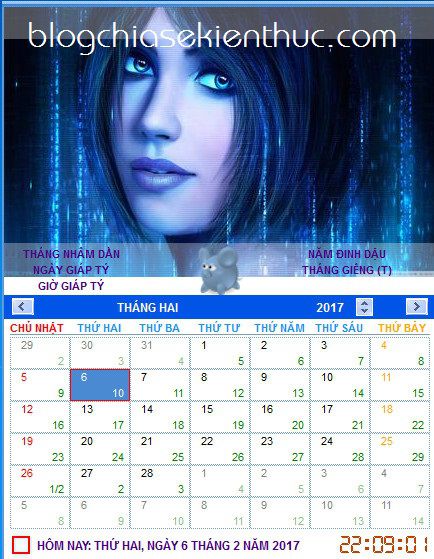 blogchiasekienthuc.com
THÁNG NHÂM DẦN NĂM ĐINH DẬU
NGÀY GIÁP TÝ THÁNG GIÊNG (T)
GIỜ GIÁP TÝ
THÁNG HAI 2017
CHỦ NHẬT THỨ HAI THỨ BA THỨ TƯ THỨ NĂM THỨ SÁU THỨ BẢY
29 30 31 1 2 3 4
2 3 4 5 6 7 8
5 6 7 8 9 10 11
9 10 11 12 13 14 15
12 13 14 15 16 17 18
16 17 18 19 20 21 22
19 20 21 22 23 24 25
23 24 25 26 27 28 29
26 27 28 1 2 3 4
1/2 2 3 4 5 6 7
5 6 7 8 9 10 11
8 9 10 11 12 13 14
HÔM NAY: THỨ HAI, NGÀY 6 THÁNG 2 NĂM 2017 22:09:01